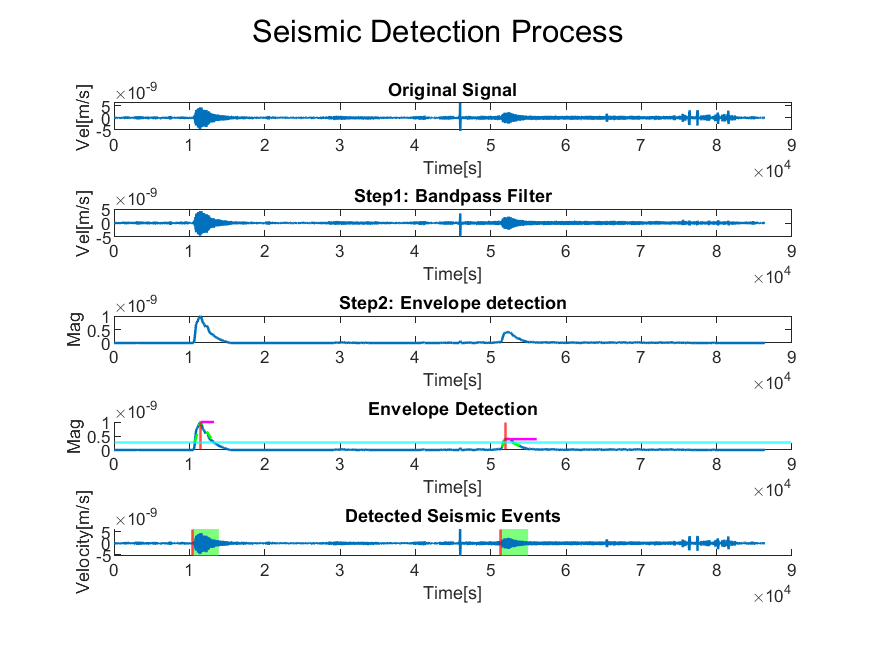 Seismic Detection Process
×10-9
Original Signal
Vel[m/s]
5
0
-5
0 1 2 3 4 5 6 7 8 9
Time[s]
×10⁴
×10-9
Step1: Bandpass Filter
Vel[m/s]
5
0
-5
0 1 2 3 4 5 6 7 8 9
Time[s]
×10⁴
×10-9
Step2: Envelope detection
Mag
1
0.5
0
0 1 2 3 4 5 6 7 8 9
Time[s]
×10⁴
×10-9
Envelope Detection
Mag
1
0.5
0
0 1 2 3 4 5 6 7 8 9
Time[s]
×10⁴
×10-9
Detected Seismic Events
Velocity[m/s]
5
0
-5
0 1 2 3 4 5 6 7 8 9
Time[s]
×10⁴